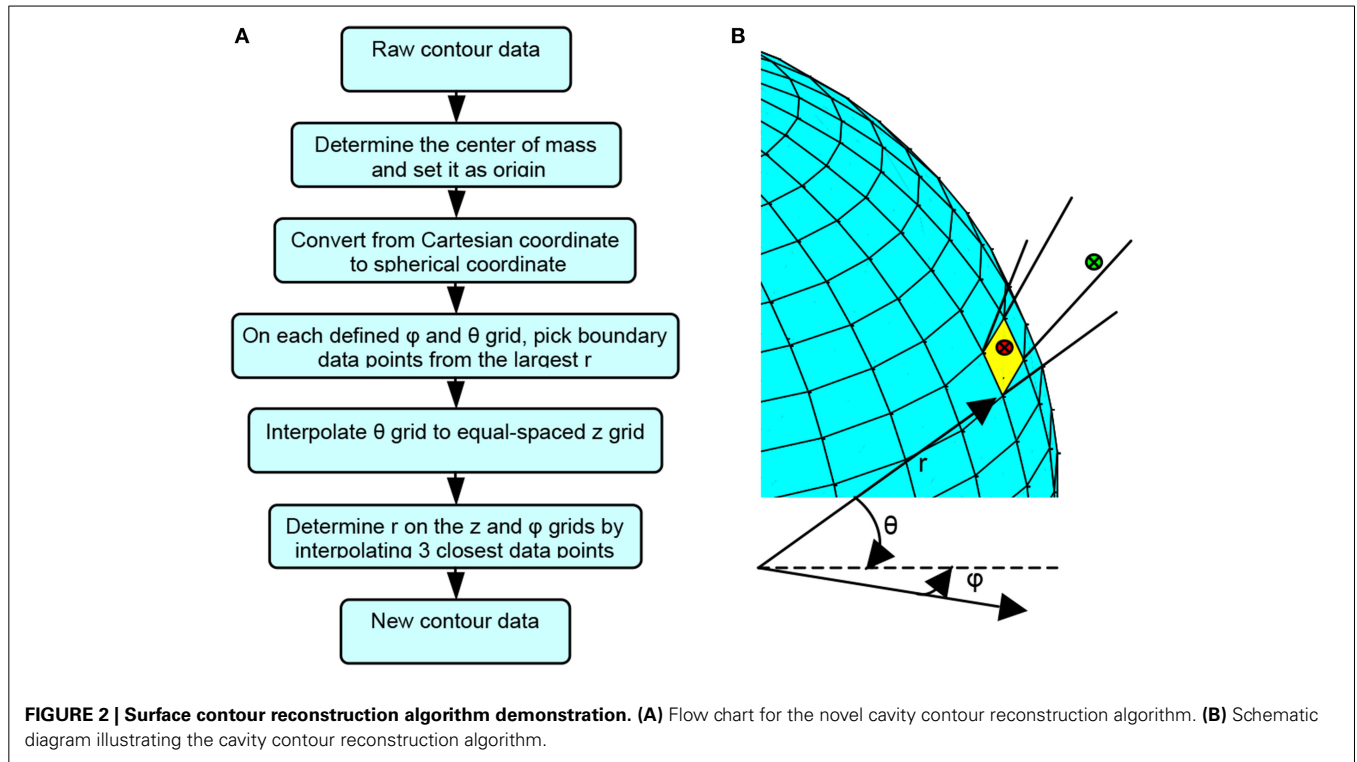 A
Raw contour data
Determine the center of mass
and set it as origin
Convert from Cartesian coordinate
to spherical coordinate
On each defined φ and θ grid, pick boundary
data points from the largest r
Interpolate θ grid to equal-spaced z grid
Determine r on the z and φ grids by
interpolating 3 closest data points
New contour data
B
r
θ
φ
FIGURE 2 | Surface contour reconstruction algorithm demonstration. (A) Flow chart for the novel cavity contour reconstruction algorithm. (B) Schematic
diagram illustrating the cavity contour reconstruction algorithm.